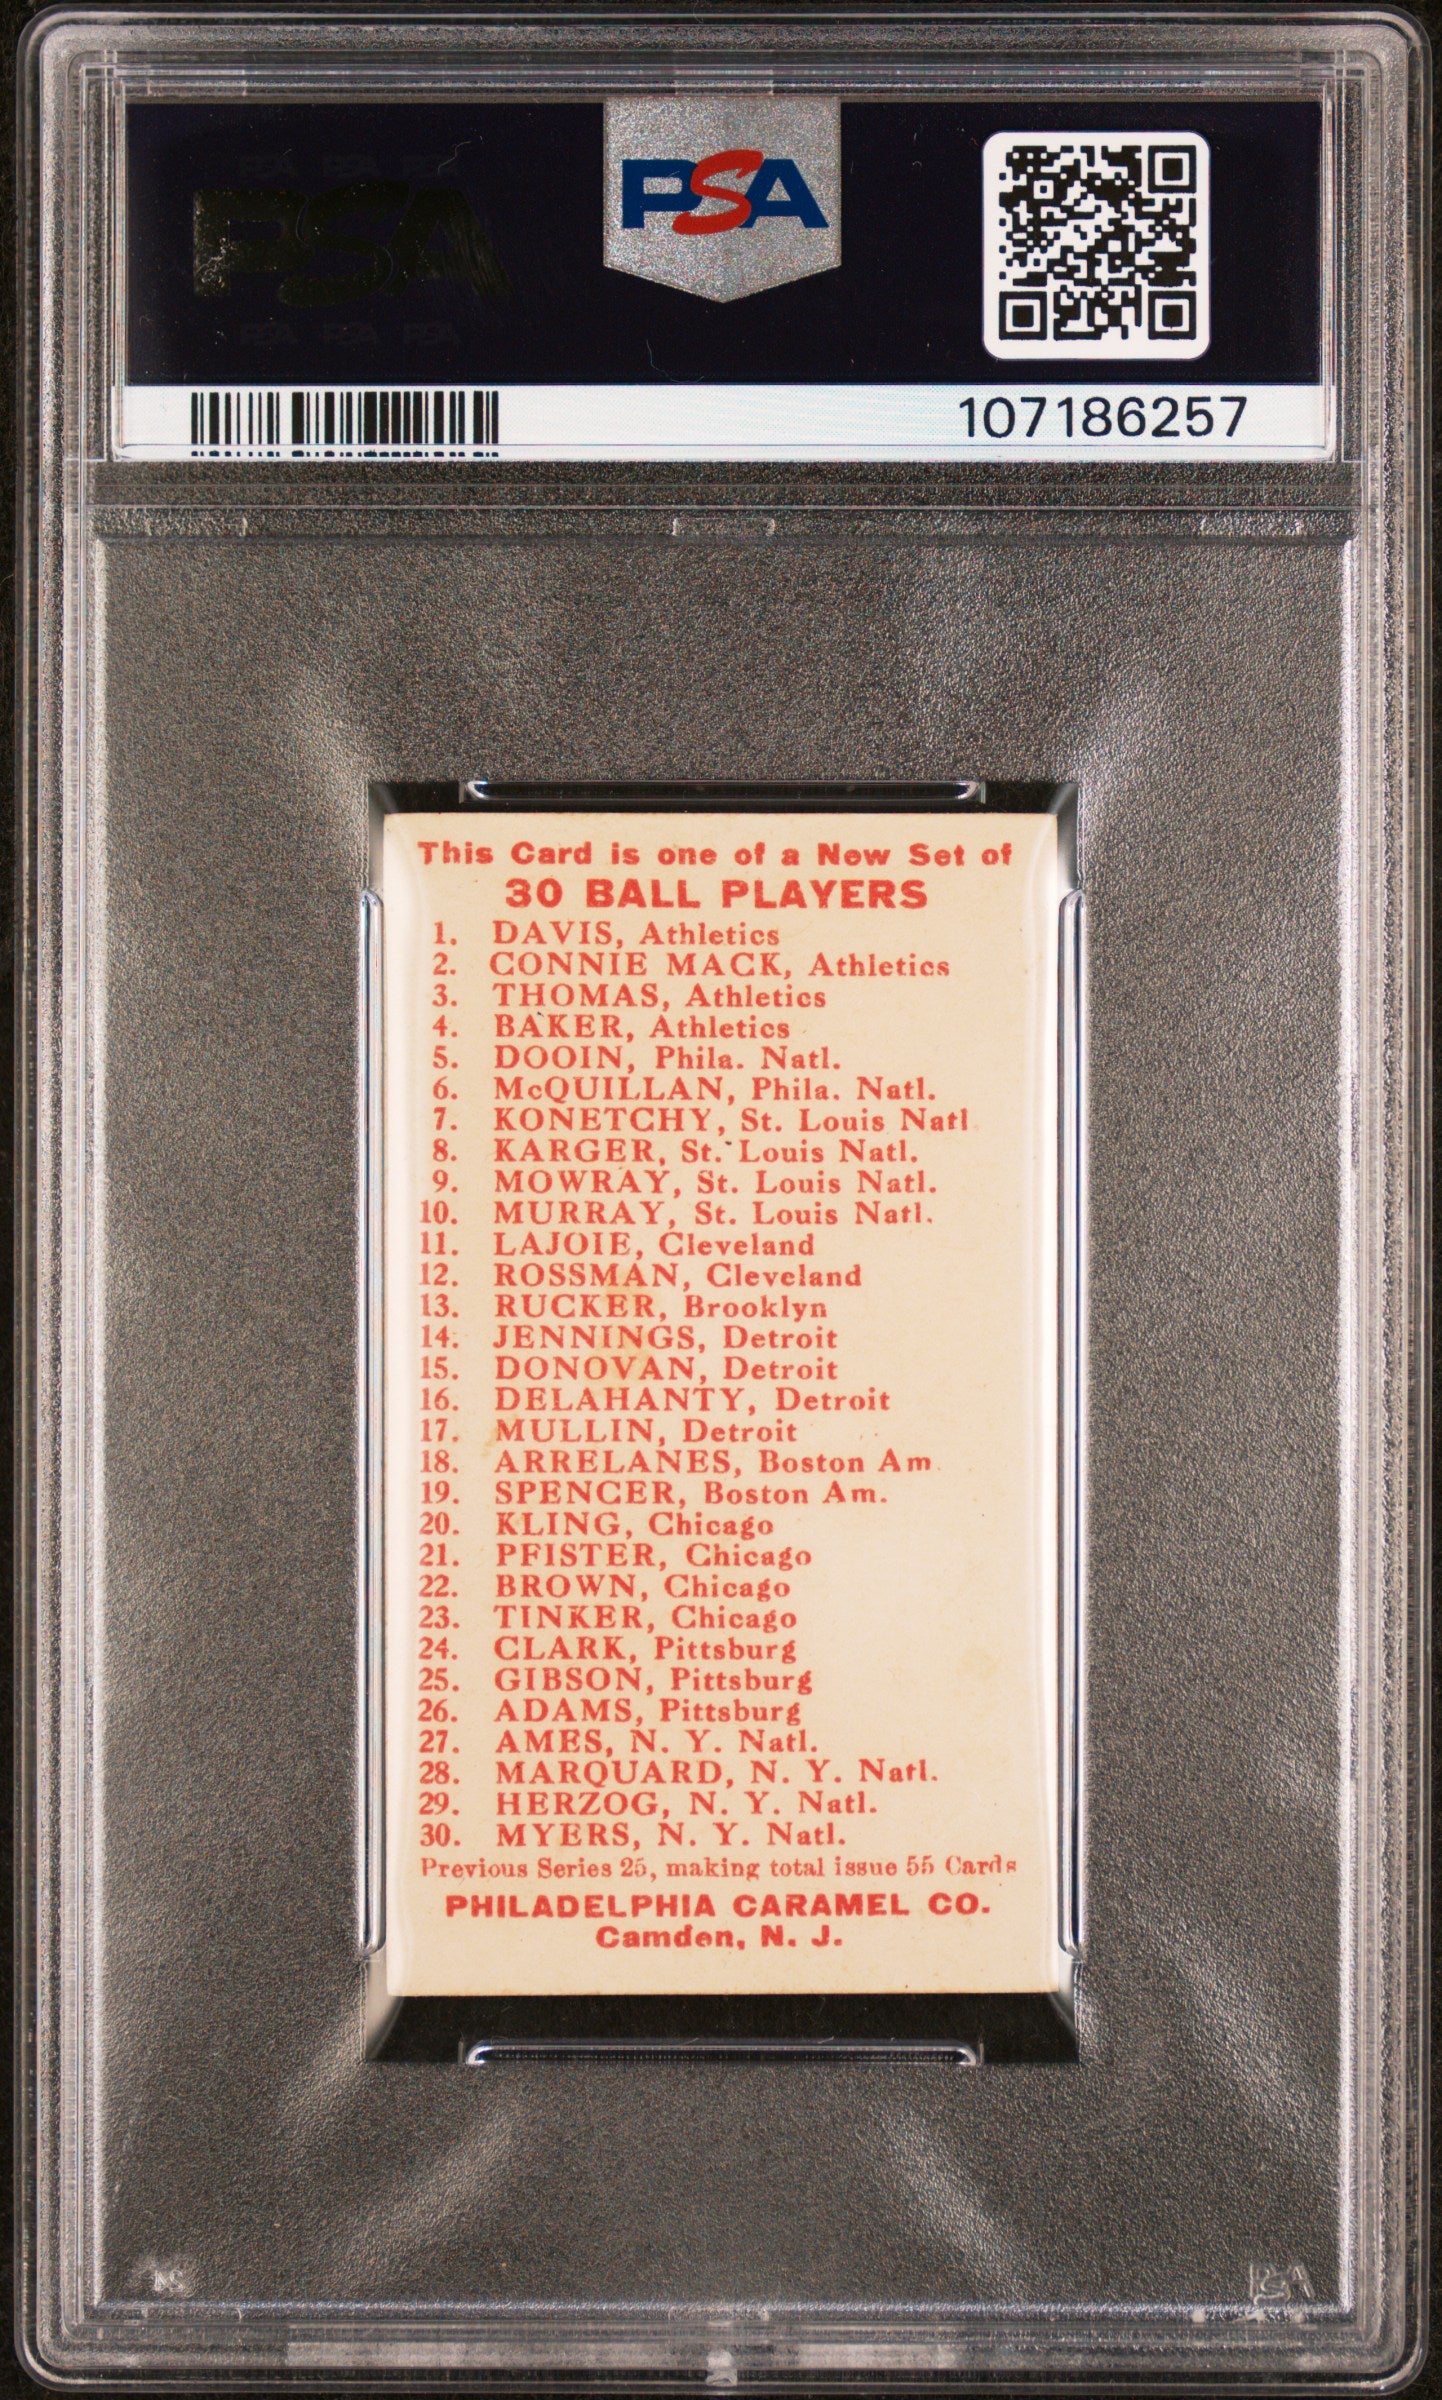 PSA
107186257
This Card is one of a New Set of
30 BALL PLAYERS
1. DAVIS, Athletics
2. CONNIE MACK, Athletics
3. THOMAS, Athletics
4. BAKER, Athletics
5. DOOIN, Phila. Natl.
6. McQUILLAN, Phila. Natl.
7. KONETCHY, St. Louis Natl
8. KARGER, St. Louis Natl.
9. MOWRAY, St. Louis Natl.
10. MURRAY, St. Louis Natl.
11. LAJOIE, Cleveland
12. ROSSMAN, Cleveland
13. RUCKER, Brooklyn
14. JENNINGS, Detroit
15. DONOVAN, Detroit
16. DELAHANTY, Detroit
17. MULLIN, Detroit
18. ARRELANES, Boston Am.
19. SPENCER, Boston Am.
20. KLING, Chicago
21. PFISTER, Chicago
22. BROWN, Chicago
23. TINKER, Chicago
24. CLARK, Pittsburg
25. GIBSON, Pittsburg
26. ADAMS, Pittsburg
27. AMES, N. Y. Natl.
28. MARQUARD, N. Y. Natl.
29. HERZOG, N. Y. Natl.
30. MYERS, N. Y. Natl.
Previous Series 25, making total issue 55 Cards
PHILADELPHIA CARAMEL CO.
Camden, N. J.
PSA